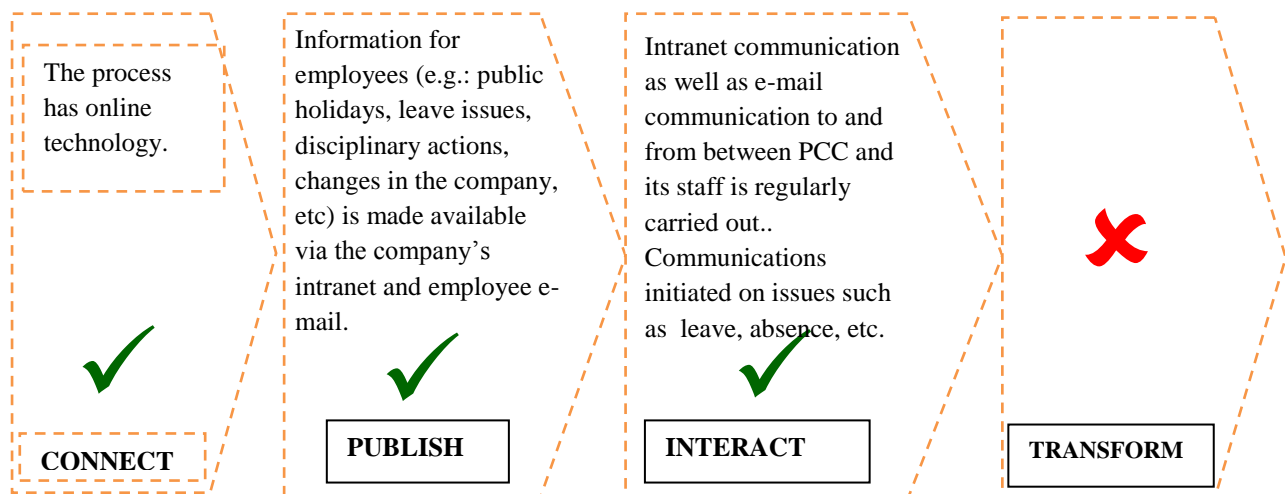 The process
has online
technology.
CONNECT
Information for
employees (e.g.: public
holidays, leave issues,
disciplinary actions,
changes in the company,
etc) is made available
via the company’s
intranet and employee e-
mail.
PUBLISH
Intranet communication
as well as e-mail
communication to and
from between PCC and
its staff is regularly
carried out..
Communications
initiated on issues such
as leave, absence, etc.
INTERACT
TRANSFORM